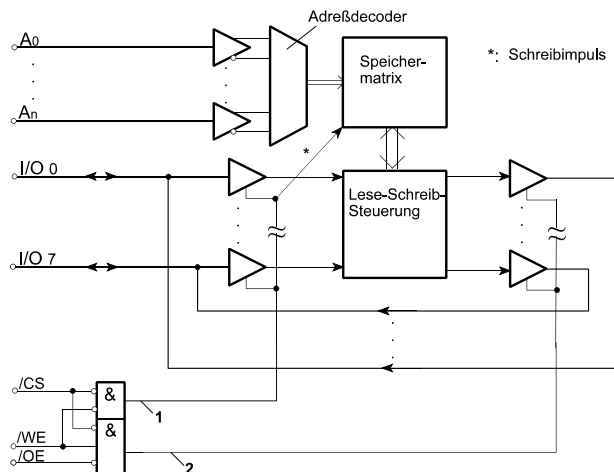 Adreßdecoder
A0
An
Speicher-
matrix
*: Schreibimpuls
*
I/O 0
I/O 7
Lese-Schreib-
Steuerung
/CS
/WE
/OE
&
&
1
2